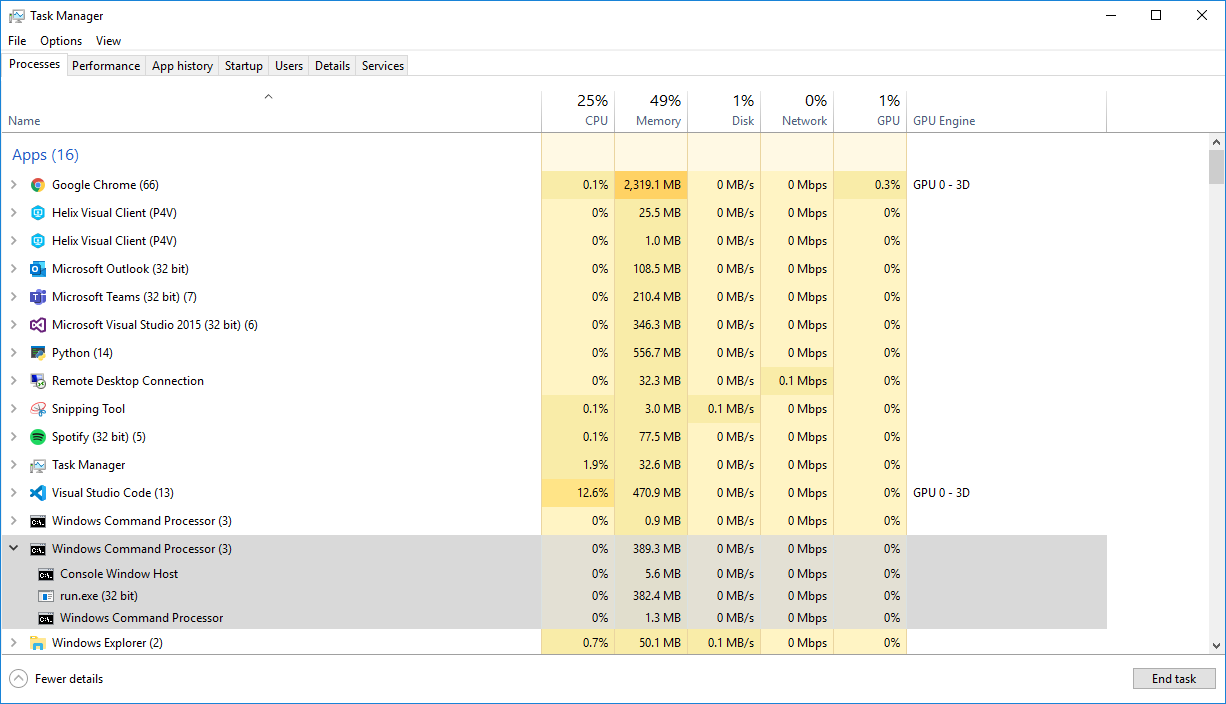 Task Manager
File Options View
Processes Performance App history Startup Users Details Services
25% 49% 1% 0% 1%
Name CPU Memory Disk Network GPU GPU Engine
Apps (16)
Google Chrome (66) 0.1% 2,319.1 MB 0 MB/s 0 Mbps 0.3% GPU 0 - 3D
Helix Visual Client (P4V) 0% 25.5 MB 0 MB/s 0 Mbps 0%
Helix Visual Client (P4V) 0% 1.0 MB 0 MB/s 0 Mbps 0%
Microsoft Outlook (32 bit) 0% 108.5 MB 0 MB/s 0 Mbps 0%
Microsoft Teams (32 bit) (7) 0% 210.4 MB 0 MB/s 0 Mbps 0%
Microsoft Visual Studio 2015 (32 bit) (6) 0% 346.3 MB 0 MB/s 0 Mbps 0%
Python (14) 0% 556.7 MB 0 MB/s 0 Mbps 0%
Remote Desktop Connection 0% 32.3 MB 0 MB/s 0.1 Mbps 0%
Snipping Tool 0.1% 3.0 MB 0.1 MB/s 0 Mbps 0%
Spotify (32 bit) (5) 0.1% 77.5 MB 0 MB/s 0 Mbps 0%
Task Manager 1.9% 32.6 MB 0 MB/s 0 Mbps 0%
Visual Studio Code (13) 12.6% 470.9 MB 0 MB/s 0 Mbps 0% GPU 0 - 3D
Windows Command Processor (3) 0% 0.9 MB 0 MB/s 0 Mbps 0%
Windows Command Processor (3) 0% 389.3 MB 0 MB/s 0 Mbps 0%
Console Window Host 0% 5.6 MB 0 MB/s 0 Mbps 0%
run.exe (32 bit) 0% 382.4 MB 0 MB/s 0 Mbps 0%
Windows Command Processor 0% 1.3 MB 0 MB/s 0 Mbps 0%
Windows Explorer (2) 0.7% 50.1 MB 0.1 MB/s 0 Mbps 0%
Fewer details End task